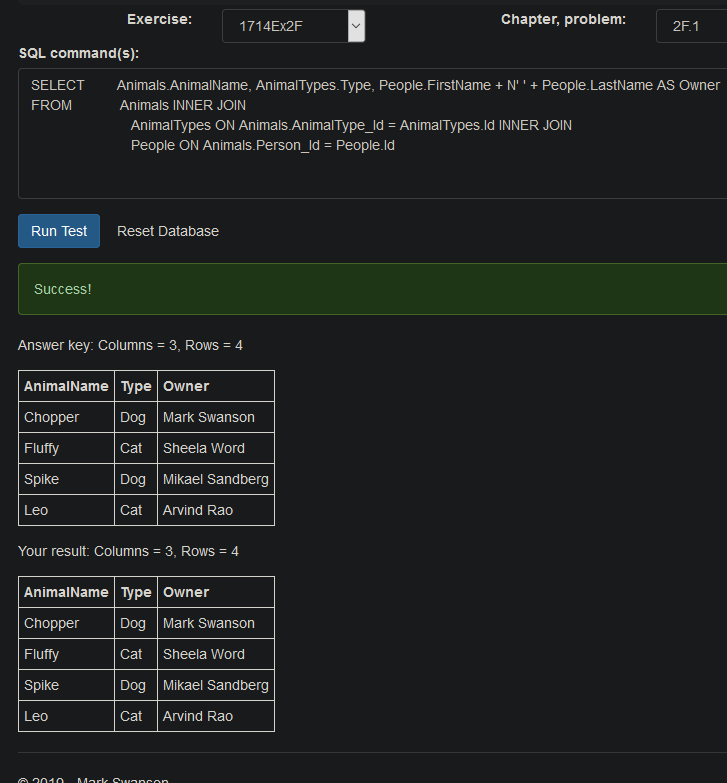 Exercise: 1714Ex2F Chapter, problem: 2F.1
SQL command(s):
SELECT Animals.AnimalName, AnimalTypes.Type, People.FirstName + N' ' + People.LastName AS Owner
FROM Animals INNER JOIN
AnimalTypes ON Animals.AnimalType_Id = AnimalTypes.Id INNER JOIN
People ON Animals.Person_Id = People.Id
Run Test Reset Database
Success!
Answer key: Columns = 3, Rows = 4
AnimalName Type Owner
Chopper Dog Mark Swanson
Fluffy Cat Sheela Word
Spike Dog Mikael Sandberg
Leo Cat Arvind Rao
Your result: Columns = 3, Rows = 4
AnimalName Type Owner
Chopper Dog Mark Swanson
Fluffy Cat Sheela Word
Spike Dog Mikael Sandberg
Leo Cat Arvind Rao
© 2019 - Mark Swanson